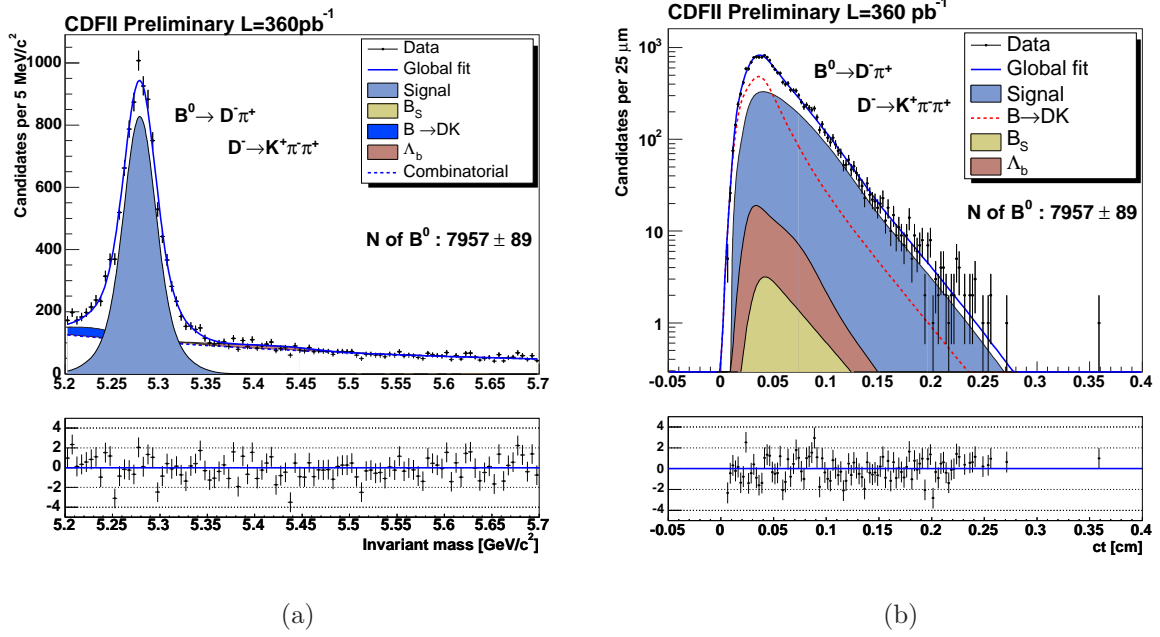 CDFII Preliminary L=360pb⁻¹
Candidates per 5 MeV/c²
1000
800
600
400
200
0
Data
Global fit
Signal
B_S
B →DK
Λ_b
Combinatorial
B⁰→ D⁻π⁺
D⁻→K⁺π⁻π⁺
N of B⁰ : 7957 ± 89
5.2 5.25 5.3 5.35 5.4 5.45 5.5 5.55 5.6 5.65 5.7
4
2
0
-2
-4
5.2 5.25 5.3 5.35 5.4 5.45 5.5 5.55 5.6 5.65 5.7
Invariant mass [GeV/c²]
(a)
CDFII Preliminary L=360 pb⁻¹
Candidates per 25 μm
10³
10²
10
1
Data
Global fit
Signal
B→DK
B_S
Λ_b
B⁰→D⁻π⁺
D⁻→K⁺π⁻π⁺
N of B⁰ : 7957 ± 89
-0.05 0 0.05 0.1 0.15 0.2 0.25 0.3 0.35 0.4
4
2
0
-2
-4
-0.05 0 0.05 0.1 0.15 0.2 0.25 0.3 0.35 0.4
ct [cm]
(b)